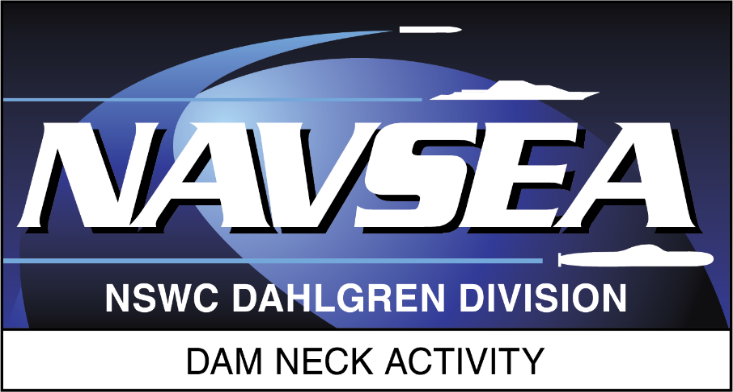 NAVSEA
NSWC DAHLGREN DIVISION
DAM NECK ACTIVITY